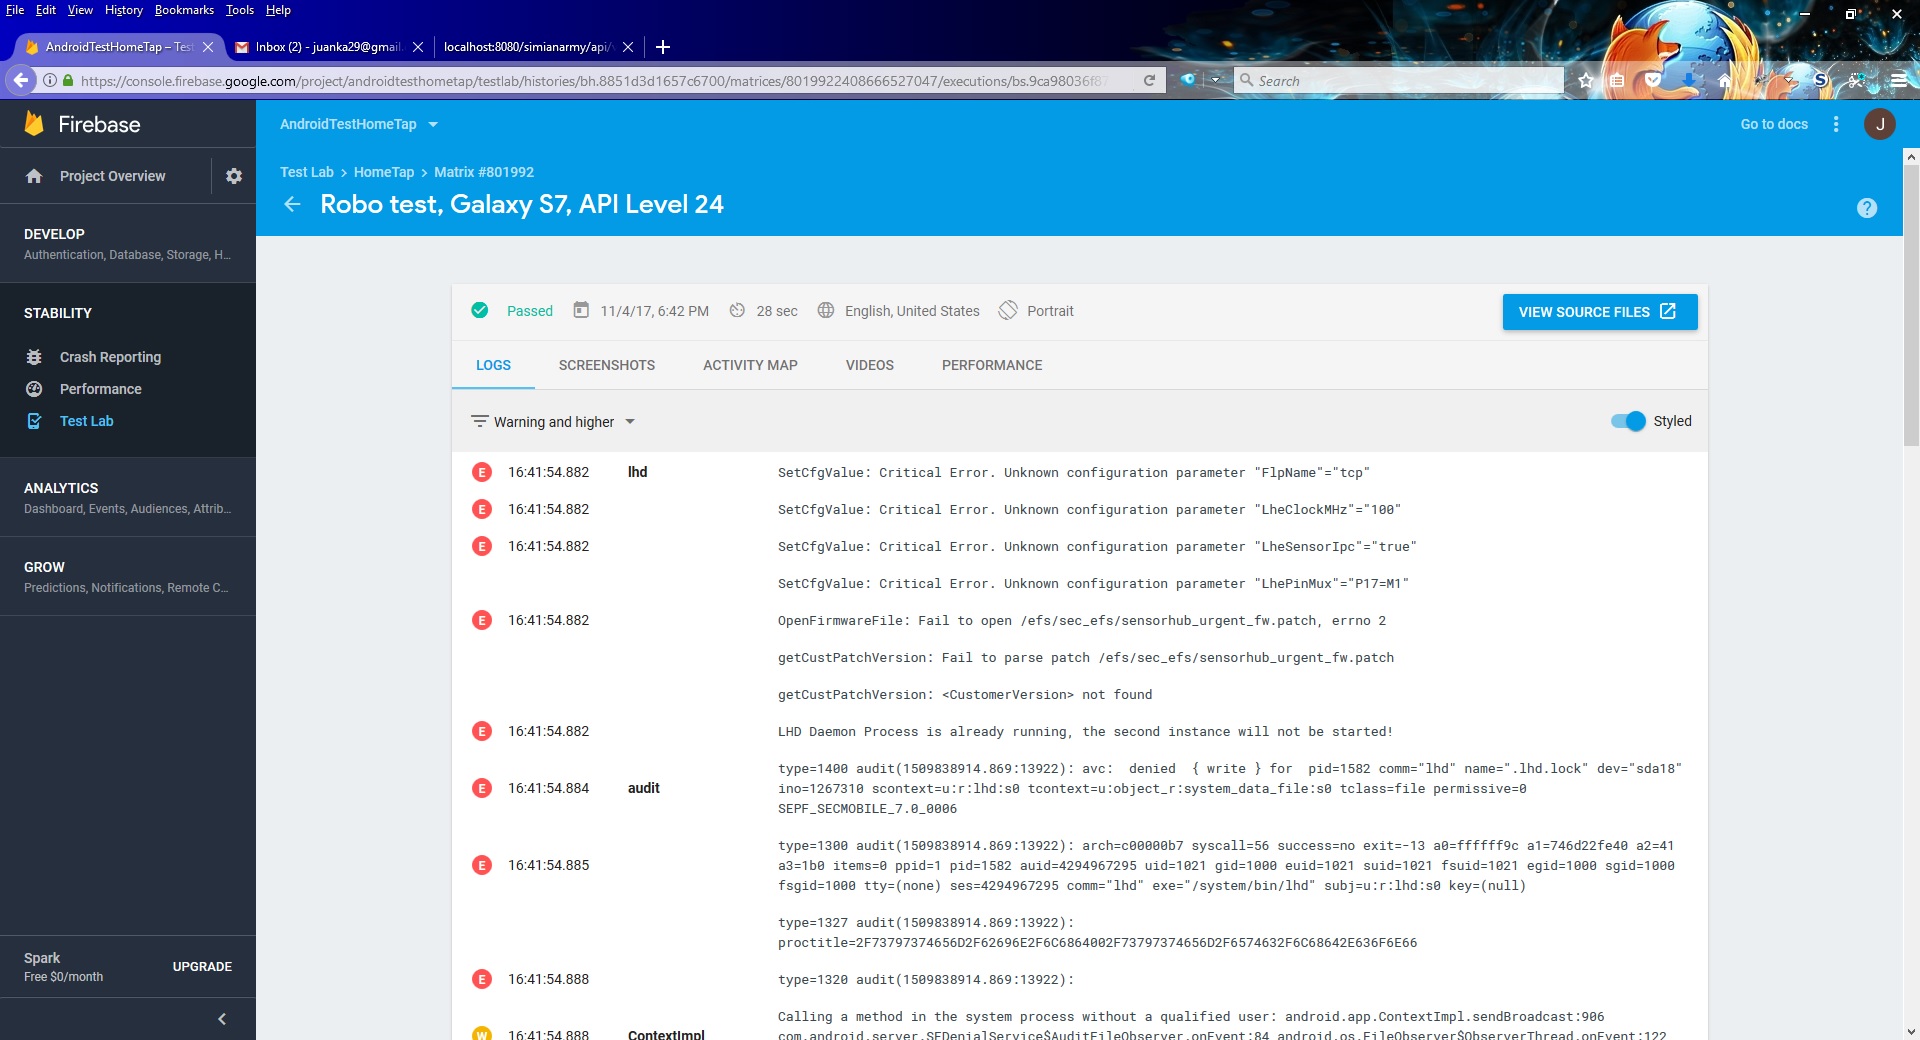 File Edit View History Bookmarks Tools Help
AndroidTestHomeTap – Test
Inbox (2) - juanka29@gmail.
localhost:8080/simianarmy/api/
https://console.firebase.google.com/project/androidtesthometap/testlab/histories/bh.8851d3d1657c6700/matrices/8019922408666527047/executions/bs.9ca98036f87
Search
Firebase
AndroidTestHomeTap
Go to docs
J
Project Overview
Test Lab > HomeTap > Matrix #801992
Robo test, Galaxy S7, API Level 24
DEVELOP
Authentication, Database, Storage, H...
STABILITY
Crash Reporting
Performance
Test Lab
ANALYTICS
Dashboard, Events, Audiences, Attrib...
GROW
Predictions, Notifications, Remote C...
Spark
Free $0/month
UPGRADE
Passed 11/4/17, 6:42 PM 28 sec English, United States Portrait
VIEW SOURCE FILES
LOGS SCREENSHOTS ACTIVITY MAP VIDEOS PERFORMANCE
Warning and higher
Styled
E 16:41:54.882 lhd SetCfgValue: Critical Error. Unknown configuration parameter "FlpName"="tcp"
E 16:41:54.882 SetCfgValue: Critical Error. Unknown configuration parameter "LheClockMHz"="100"
E 16:41:54.882 SetCfgValue: Critical Error. Unknown configuration parameter "LheSensorIpc"="true"
SetCfgValue: Critical Error. Unknown configuration parameter "LhePinMux"="P17=M1"
E 16:41:54.882 OpenFirmwareFile: Fail to open /efs/sec_efs/sensorhub_urgent_fw.patch, errno 2
getCustPatchVersion: Fail to parse patch /efs/sec_efs/sensorhub_urgent_fw.patch
getCustPatchVersion: <CustomerVersion> not found
E 16:41:54.882 LHD Daemon Process is already running, the second instance will not be started!
E 16:41:54.884 audit type=1400 audit(1509838914.869:13922): avc:  denied  { write } for  pid=1582 comm="lhd" name=".lhd.lock" dev="sda18"
ino=1267310 scontext=u:r:lhd:s0 tcontext=u:object_r:system_data_file:s0 tclass=file permissive=0
SEPF_SECMOBILE_7.0_0006
E 16:41:54.885 type=1300 audit(1509838914.869:13922): arch=c00000b7 syscall=56 success=no exit=-13 a0=ffffff9c a1=746d22fe40 a2=41
a3=1b0 items=0 ppid=1 pid=1582 auid=4294967295 uid=1021 gid=1000 euid=1021 suid=1021 fsuid=1021 egid=1000 sgid=1000
fsgid=1000 tty=(none) ses=4294967295 comm="lhd" exe="/system/bin/lhd" subj=u:r:lhd:s0 key=(null)
type=1327 audit(1509838914.869:13922):
proctitle=2F73797374656D2F62696E2F6C6864002F73797374656D2F6574632F6C68642E636F6E66
E 16:41:54.888 type=1320 audit(1509838914.869:13922):
Calling a method in the system process without a qualified user: android.app.ContextImpl.sendBroadcast:906
W 16:41:54.888 ContextImpl com.android.server.SEDenialService$AuditFileObserver.onEvent:84 android.os.FileObserver$ObserverThread.onEvent:122